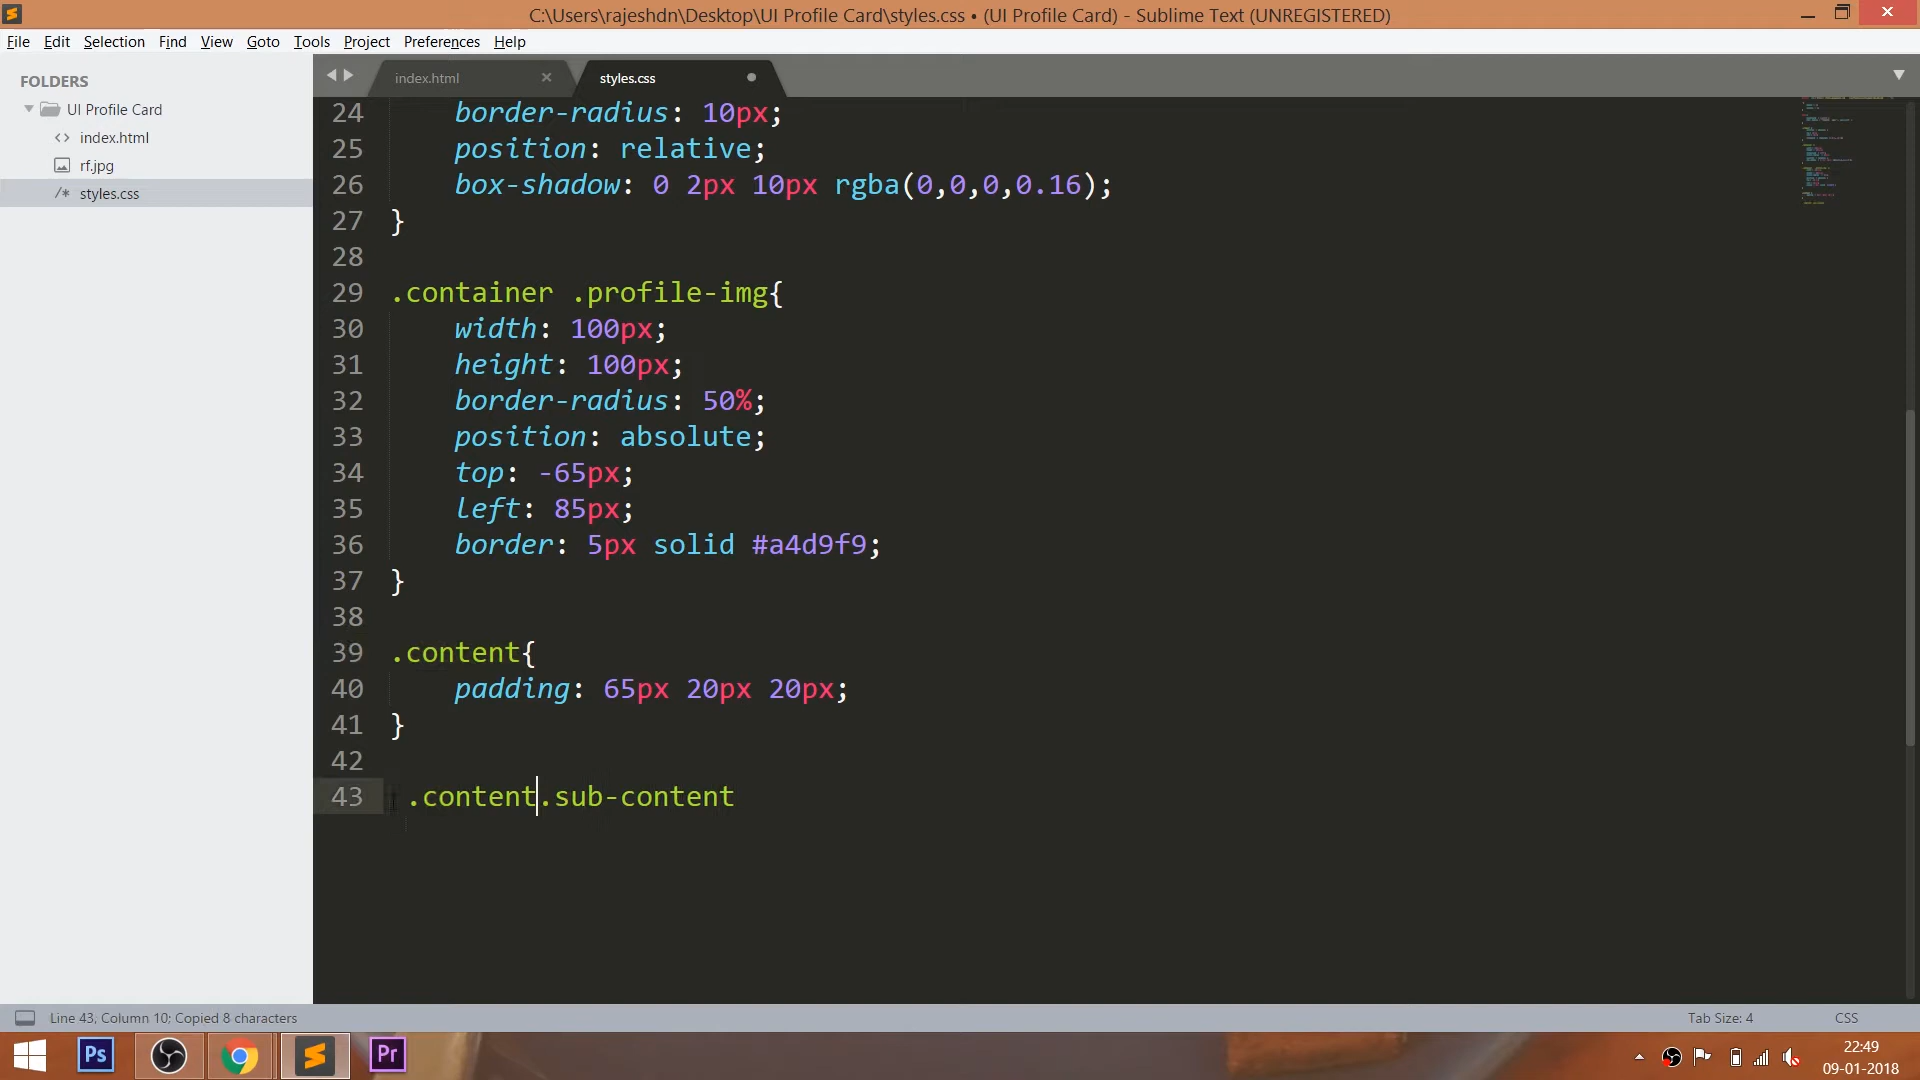 C:\Users\rajeshdn\Desktop\UI Profile Card\styles.css • (UI Profile Card) - Sublime Text (UNREGISTERED)
File Edit Selection Find View Goto Tools Project Preferences Help
FOLDERS
UI Profile Card
index.html
rf.jpg
styles.css
index.html styles.css
24 border-radius: 10px;
25 position: relative;
26 box-shadow: 0 2px 10px rgba(0,0,0,0.16);
27 }
28
29 .container .profile-img{
30 width: 100px;
31 height: 100px;
32 border-radius: 50%;
33 position: absolute;
34 top: -65px;
35 left: 85px;
36 border: 5px solid #a4d9f9;
37 }
38
39 .content{
40 padding: 65px 20px 20px;
41 }
42
43 .content.sub-content
Line 43, Column 10; Copied 8 characters
Tab Size: 4
CSS
Ps
Pr
22:49
09-01-2018